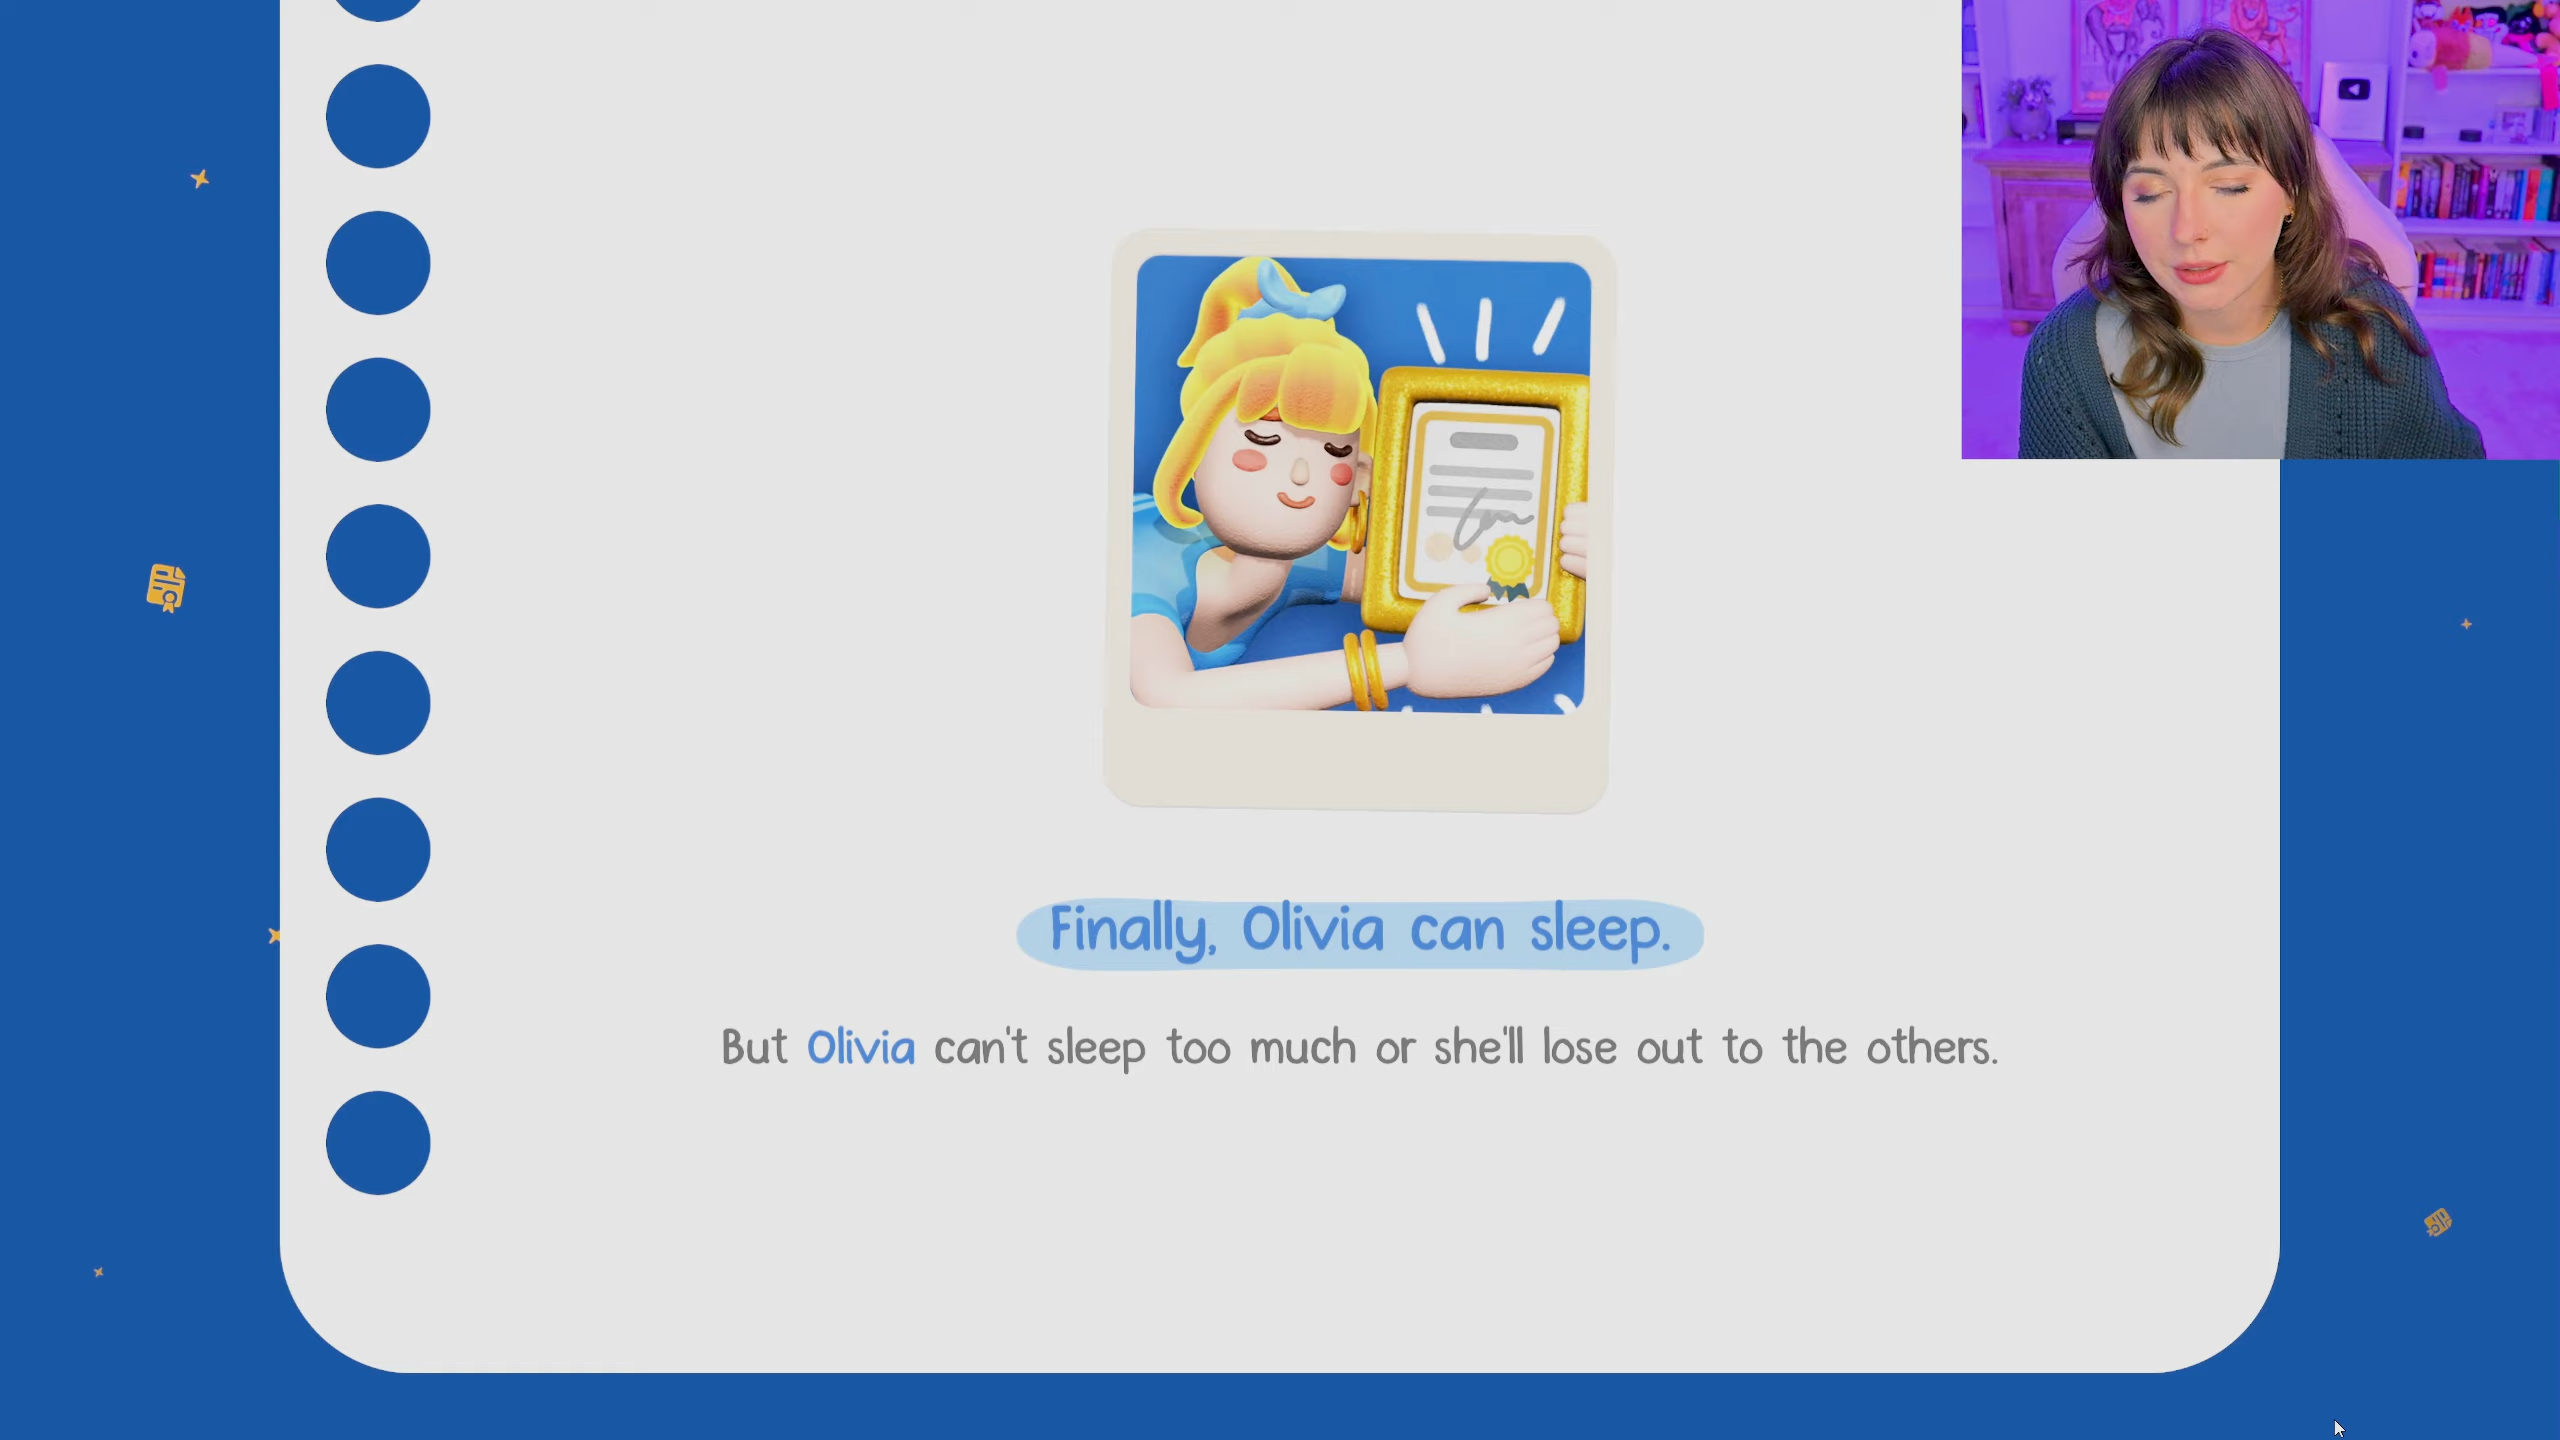 Finally, Olivia can sleep.
But Olivia can't sleep too much or she'll lose out to the others.